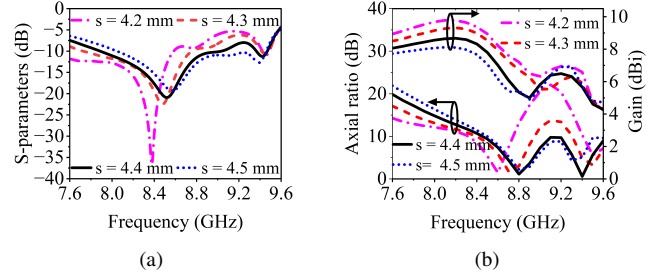 s = 4.2 mm s = 4.3 mm
0
−5
−10
−15
−20
−25
−30
−35
−40
S-parameters (dB)
s = 4.4 mm s = 4.5 mm
7.6 8.0 8.4 8.8 9.2 9.6
Frequency (GHz)
(a)
s = 4.2 mm
s = 4.3 mm
40
30
20
10
0
Axial ratio (dB)
10
8
6
4
2
0
Gain (dBi)
s = 4.4 mm
s= 4.5 mm
7.6 8.0 8.4 8.8 9.2 9.6
Frequency (GHz)
(b)